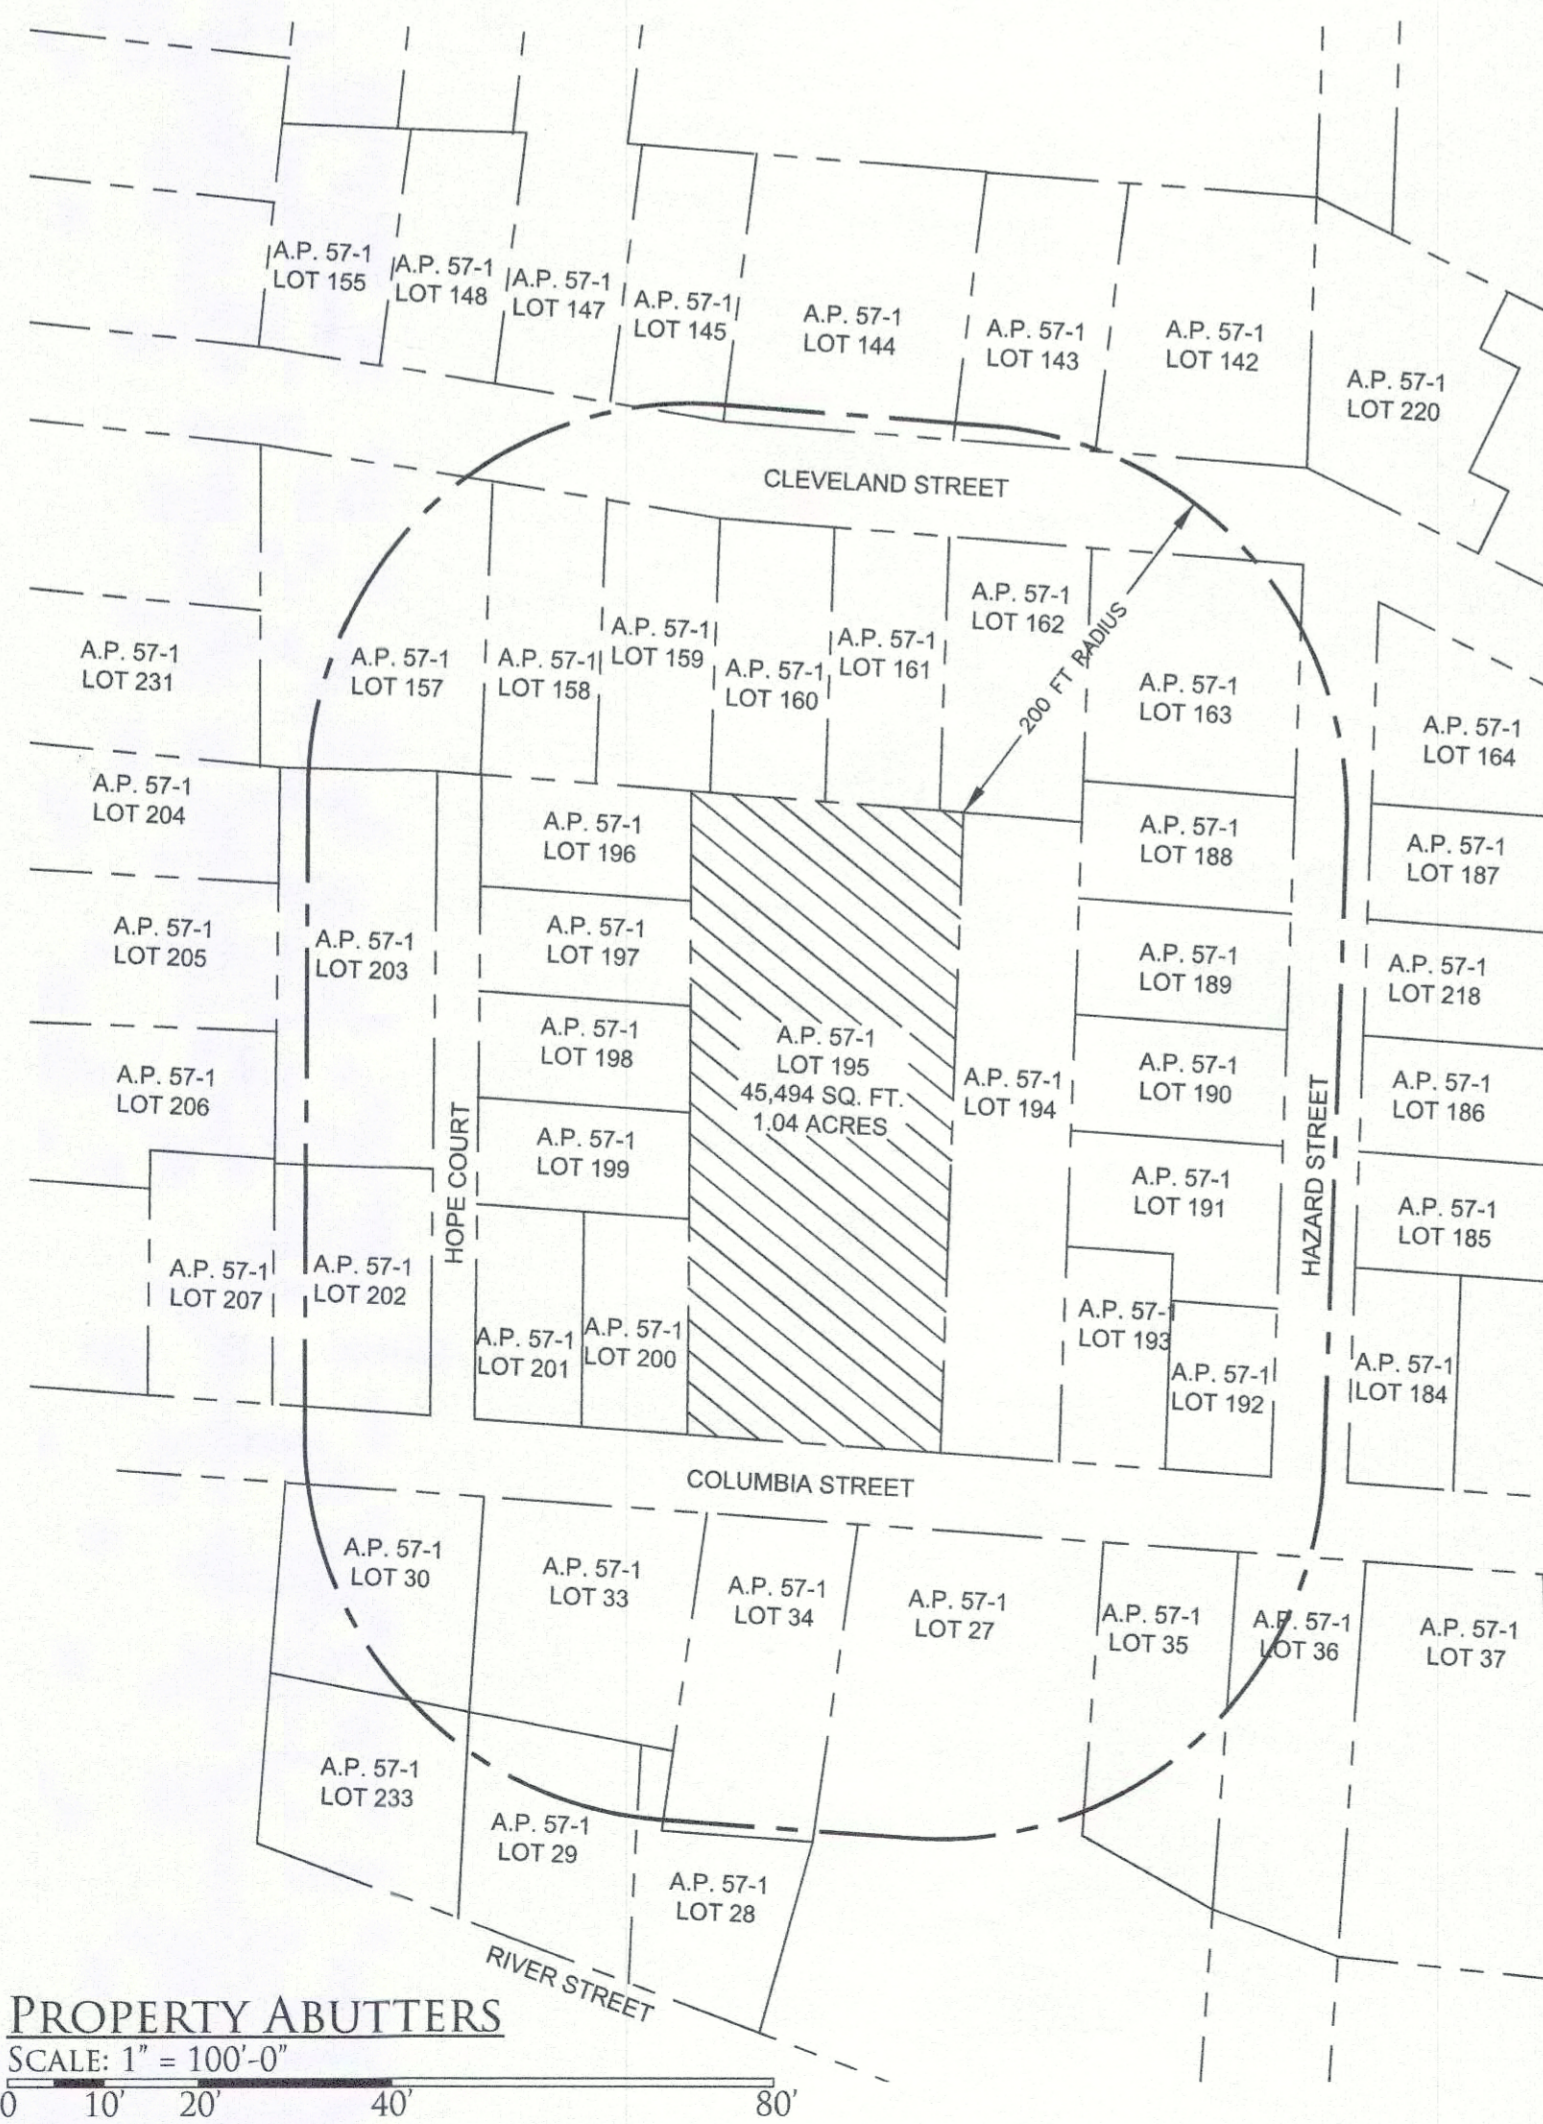 A.P. 57-1
LOT 155
A.P. 57-1
LOT 148
A.P. 57-1
LOT 147
A.P. 57-1
LOT 145
A.P. 57-1
LOT 144
A.P. 57-1
LOT 143
A.P. 57-1
LOT 142
A.P. 57-1
LOT 220
CLEVELAND STREET
A.P. 57-1
LOT 231
A.P. 57-1
LOT 157
A.P. 57-1
LOT 158
A.P. 57-1
LOT 159
A.P. 57-1
LOT 160
A.P. 57-1
LOT 161
A.P. 57-1
LOT 162
200 FT RADIUS
A.P. 57-1
LOT 163
A.P. 57-1
LOT 164
A.P. 57-1
LOT 204
A.P. 57-1
LOT 196
A.P. 57-1
LOT 188
A.P. 57-1
LOT 187
A.P. 57-1
LOT 205
A.P. 57-1
LOT 203
A.P. 57-1
LOT 197
A.P. 57-1
LOT 189
A.P. 57-1
LOT 218
A.P. 57-1
LOT 206
A.P. 57-1
LOT 198
A.P. 57-1
LOT 195
45,494 SQ. FT.
1.04 ACRES
A.P. 57-1
LOT 194
A.P. 57-1
LOT 190
A.P. 57-1
LOT 186
HOPE COURT
A.P. 57-1
LOT 199
A.P. 57-1
LOT 191
HAZARD STREET
A.P. 57-1
LOT 185
A.P. 57-1
LOT 207
A.P. 57-1
LOT 202
A.P. 57-1
LOT 201
A.P. 57-1
LOT 200
A.P. 57-1
LOT 193
A.P. 57-1
LOT 192
A.P. 57-1
LOT 184
COLUMBIA STREET
A.P. 57-1
LOT 30
A.P. 57-1
LOT 33
A.P. 57-1
LOT 34
A.P. 57-1
LOT 27
A.P. 57-1
LOT 35
A.P. 57-1
LOT 36
A.P. 57-1
LOT 37
A.P. 57-1
LOT 233
A.P. 57-1
LOT 29
A.P. 57-1
LOT 28
RIVER STREET
PROPERTY ABUTTERS
SCALE: 1" = 100'-0"
0 10' 20' 40' 80'